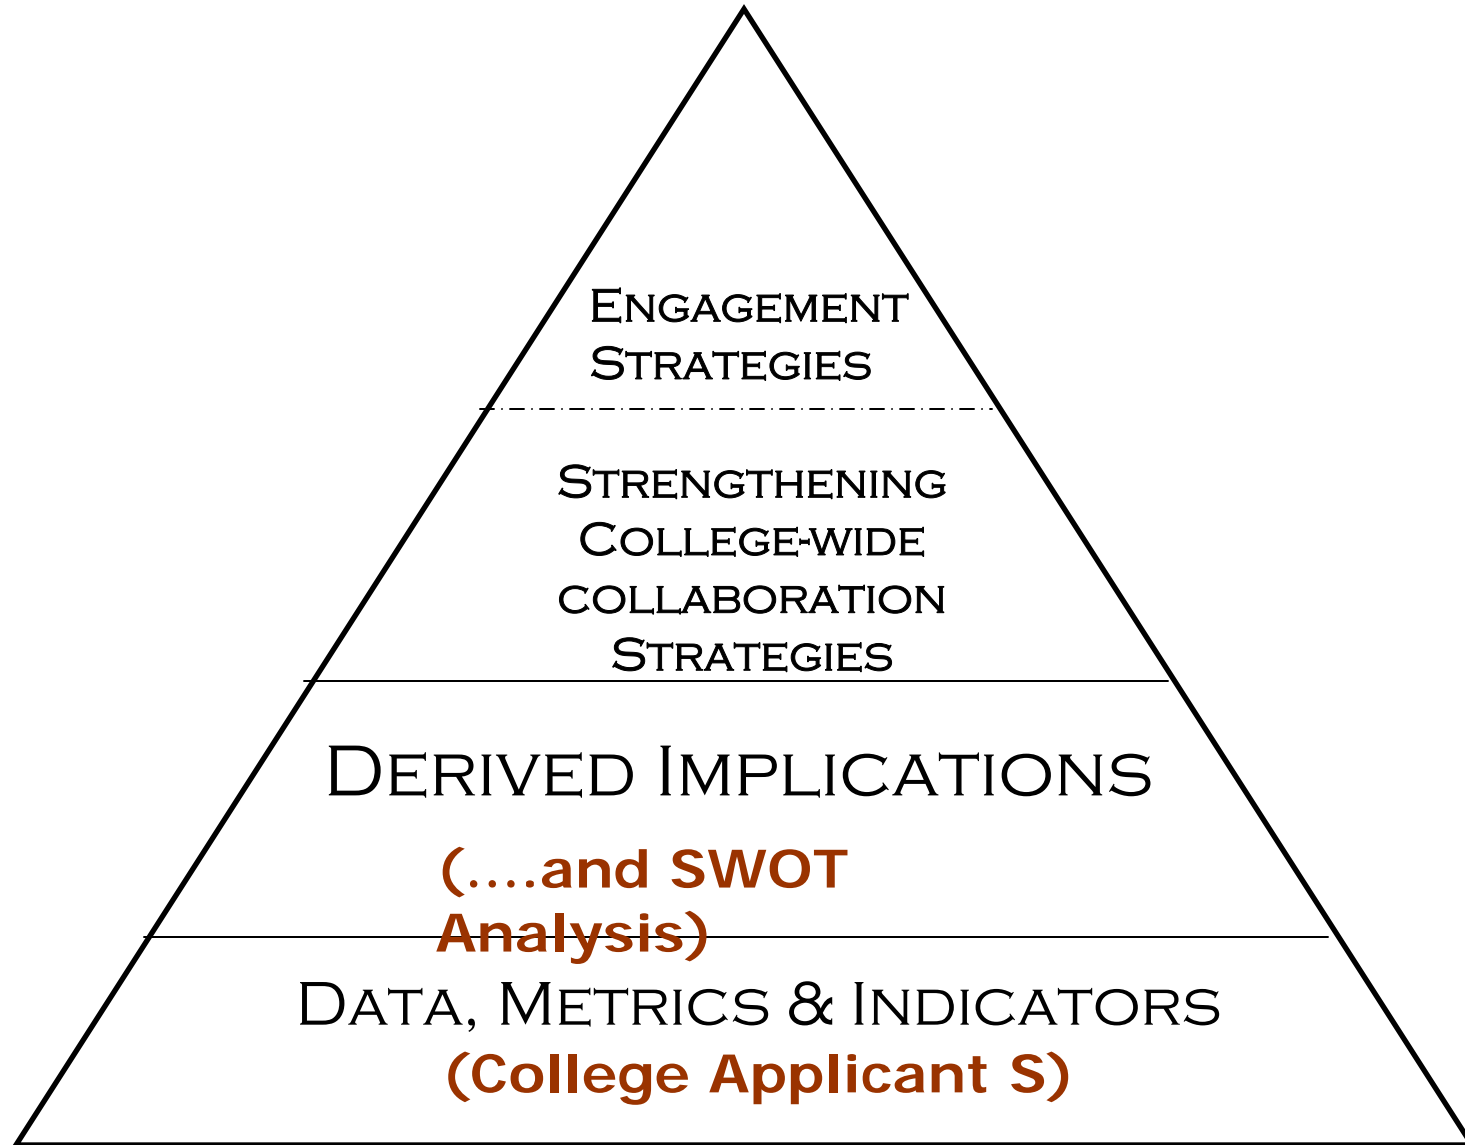 Engagement
Strategies
Strengthening
College-wide
collaboration
Strategies
Derived Implications
(....and SWOT
Analysis)
Data, Metrics & Indicators
(College Applicant S)